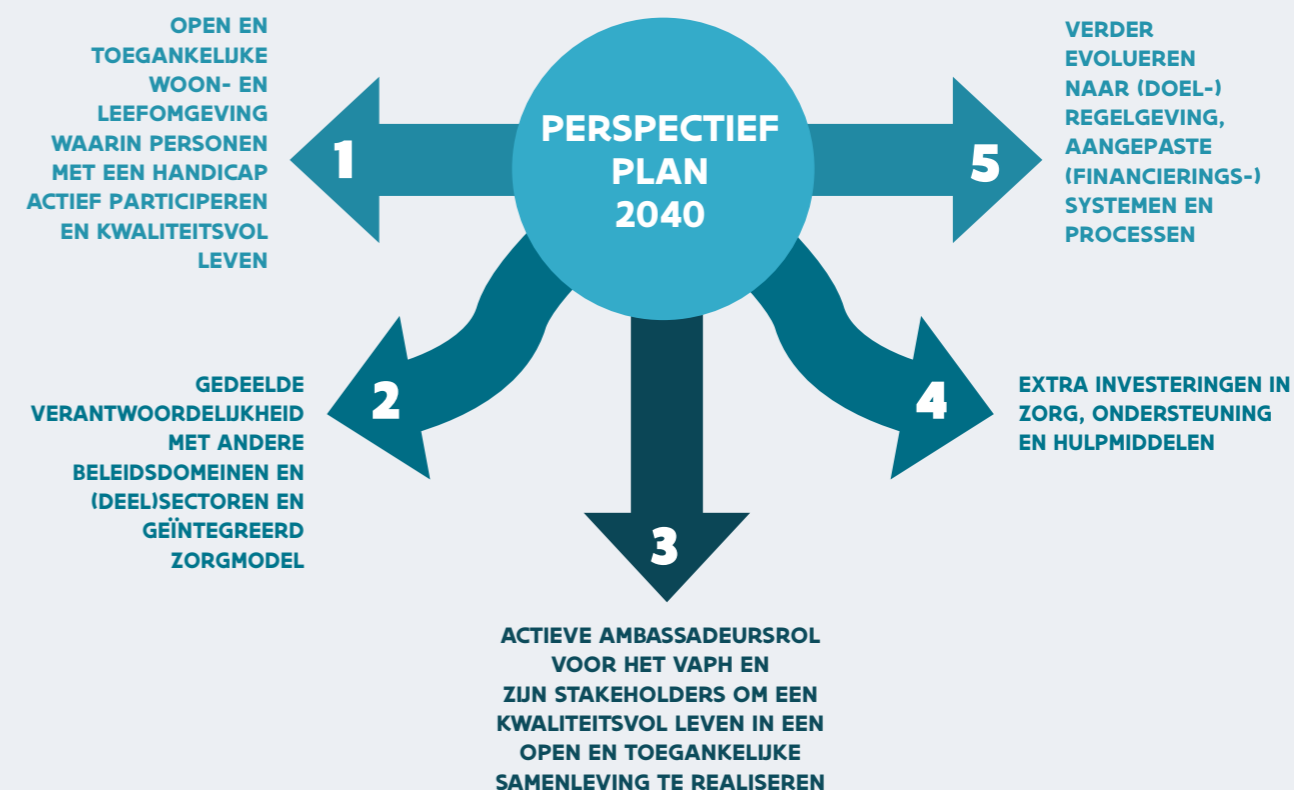 PERSPECTIEF
PLAN
2040
1
OPEN EN
TOEGANKELIJKE
WOON- EN
LEEFOMGEVING
WAARIN PERSONEN
MET EEN HANDICAP
ACTIEF PARTICIPEREN
EN KWALITEITSVOL
LEVEN
2
GEDEELDE
VERANTWOORDELIJKHEID
MET ANDERE
BELEIDSDOMEINEN EN
(DEEL)SECTOREN EN
GEÏNTEGREERD
ZORGMODEL
3
ACTIEVE AMBASSADEURSROL
VOOR HET VAPH EN
ZIJN STAKEHOLDERS OM EEN
KWALITEITSVOL LEVEN IN EEN
OPEN EN TOEGANKELIJKE
SAMENLEVING TE REALISEREN
4
EXTRA INVESTERINGEN IN
ZORG, ONDERSTEUNING
EN HULPMIDDELEN
5
VERDER
EVOLUEREN
NAAR (DOEL-)
REGELGEVING,
AANGEPASTE
(FINANCIERINGS-)
SYSTEMEN EN
PROCESSEN